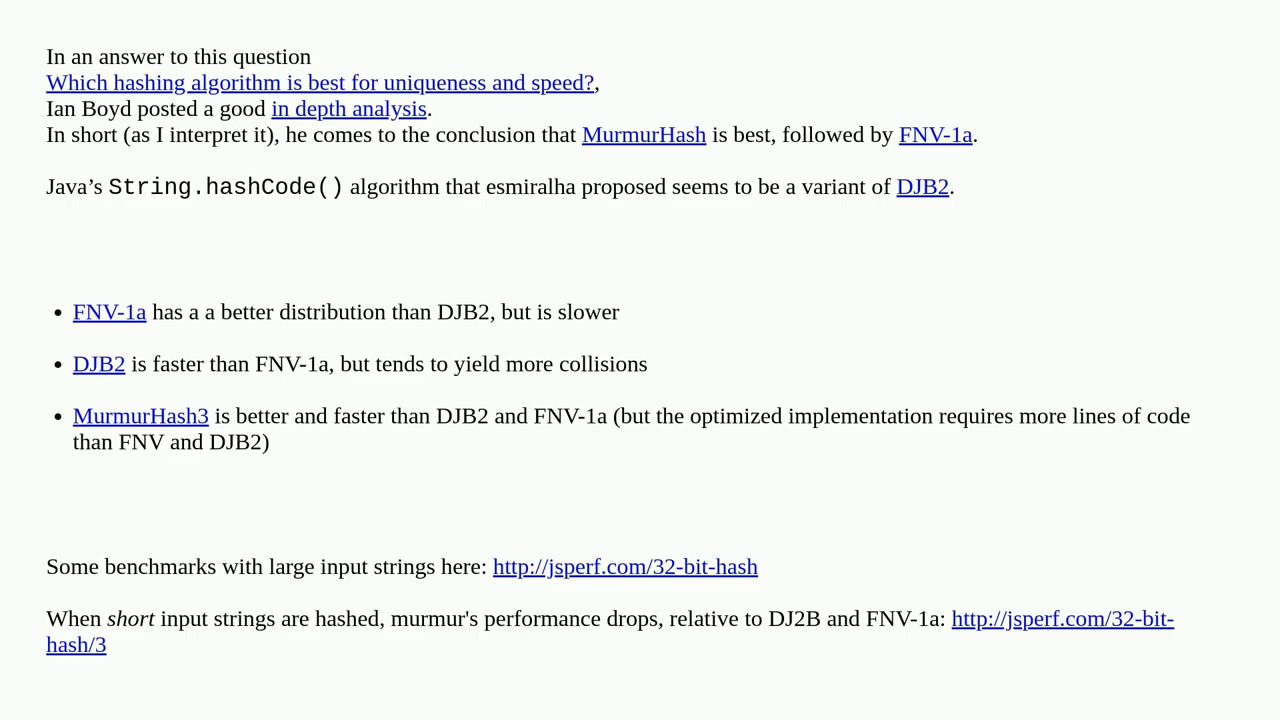 In an answer to this question
Which hashing algorithm is best for uniqueness and speed?,
Ian Boyd posted a good in depth analysis.
In short (as I interpret it), he comes to the conclusion that MurmurHash is best, followed by FNV-1a.
Java’s String.hashCode() algorithm that esmiralha proposed seems to be a variant of DJB2.
• FNV-1a has a a better distribution than DJB2, but is slower
• DJB2 is faster than FNV-1a, but tends to yield more collisions
• MurmurHash3 is better and faster than DJB2 and FNV-1a (but the optimized implementation requires more lines of code
than FNV and DJB2)
Some benchmarks with large input strings here: http://jsperf.com/32-bit-hash
When short input strings are hashed, murmur's performance drops, relative to DJ2B and FNV-1a: http://jsperf.com/32-bit-
hash/3